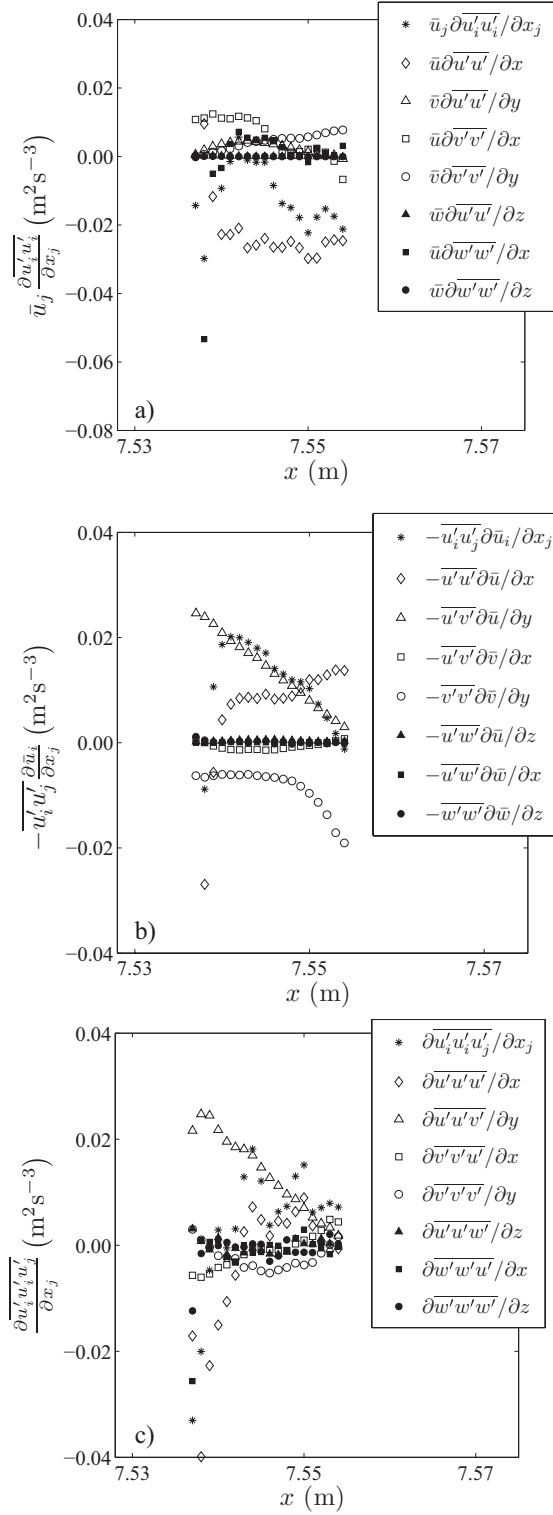 0.04
0.02
0.00
−0.02
−0.04
−0.06
−0.08
7.53
7.55
7.57
x (m)
ū_j ∂\overline{u'_i u'_i}/∂x_j (m²s⁻³)
a)
ū_j∂\overline{u'_i u'_i}/∂x_j
ū∂\overline{u'u'}/∂x
v̄∂\overline{u'u'}/∂y
ū∂\overline{v'v'}/∂x
v̄∂\overline{v'v'}/∂y
w̄∂\overline{u'u'}/∂z
ū∂\overline{w'w'}/∂x
w̄∂\overline{w'w'}/∂z
0.04
0.02
0.00
−0.02
−0.04
7.53
7.55
7.57
x (m)
−\overline{u'_i u'_j} ∂ū_i/∂x_j (m²s⁻³)
b)
−\overline{u'_i u'_j}∂ū_i/∂x_j
−\overline{u'u'}∂ū/∂x
−\overline{u'v'}∂ū/∂y
−\overline{u'v'}∂v̄/∂x
−\overline{v'v'}∂v̄/∂y
−\overline{u'w'}∂ū/∂z
−\overline{u'w'}∂w̄/∂x
−\overline{w'w'}∂w̄/∂z
0.04
0.02
0.00
−0.02
−0.04
7.53
7.55
7.57
x (m)
∂\overline{u'_i u'_i u'_j}/∂x_j (m²s⁻³)
c)
∂\overline{u'_i u'_i u'_j}/∂x_j
∂\overline{u'u'u'}/∂x
∂\overline{u'u'v'}/∂y
∂\overline{v'v'u'}/∂x
∂\overline{v'v'v'}/∂y
∂\overline{u'u'w'}/∂z
∂\overline{w'w'u'}/∂x
∂\overline{w'w'w'}/∂z